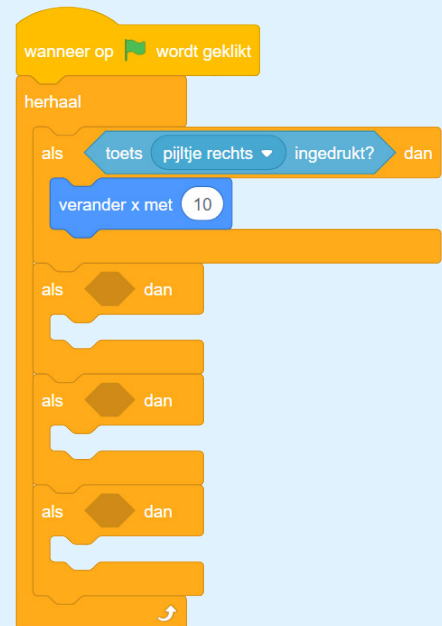 wanneer op wordt geklikt
herhaal
als toets pijltje rechts ingedrukt? dan
verander x met 10
als dan
als dan
als dan